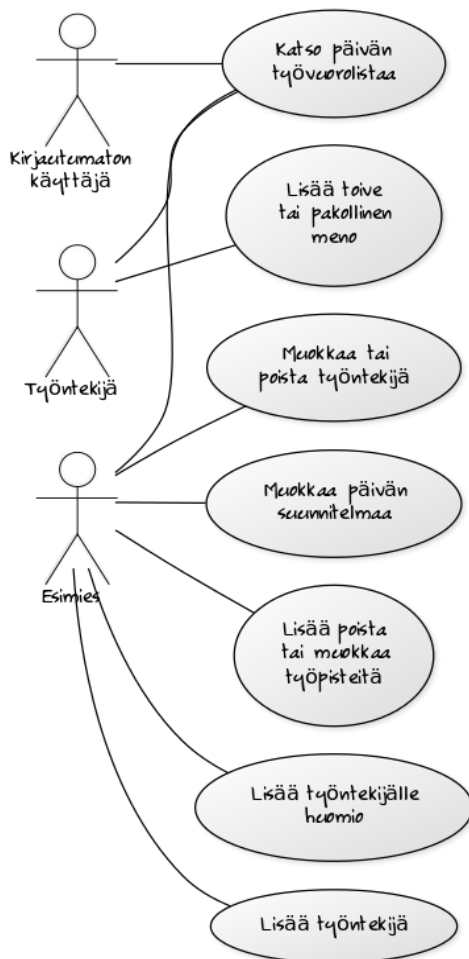 Katso päivän
työvuorolistaa
Kirjautumaton
käyttäjä
Lisää toive
tai pakollinen
meno
Työntekijä
Muokkaa tai
poista työntekijä
Muokkaa päivän
suunnitelmaa
Esimies
Lisää poista
tai muokkaa
työpisteitä
Lisää työntekijälle
huomio
Lisää työntekijä